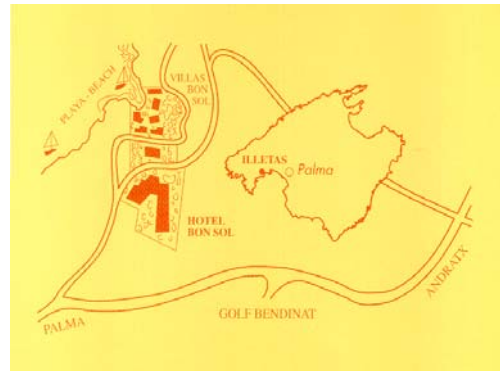 PLAYA - BEACH
VILLAS
BON
SOL
ILLETAS
Palma
HOTEL
BON SOL
ANDRATX
GOLF BENDINAT
PALMA